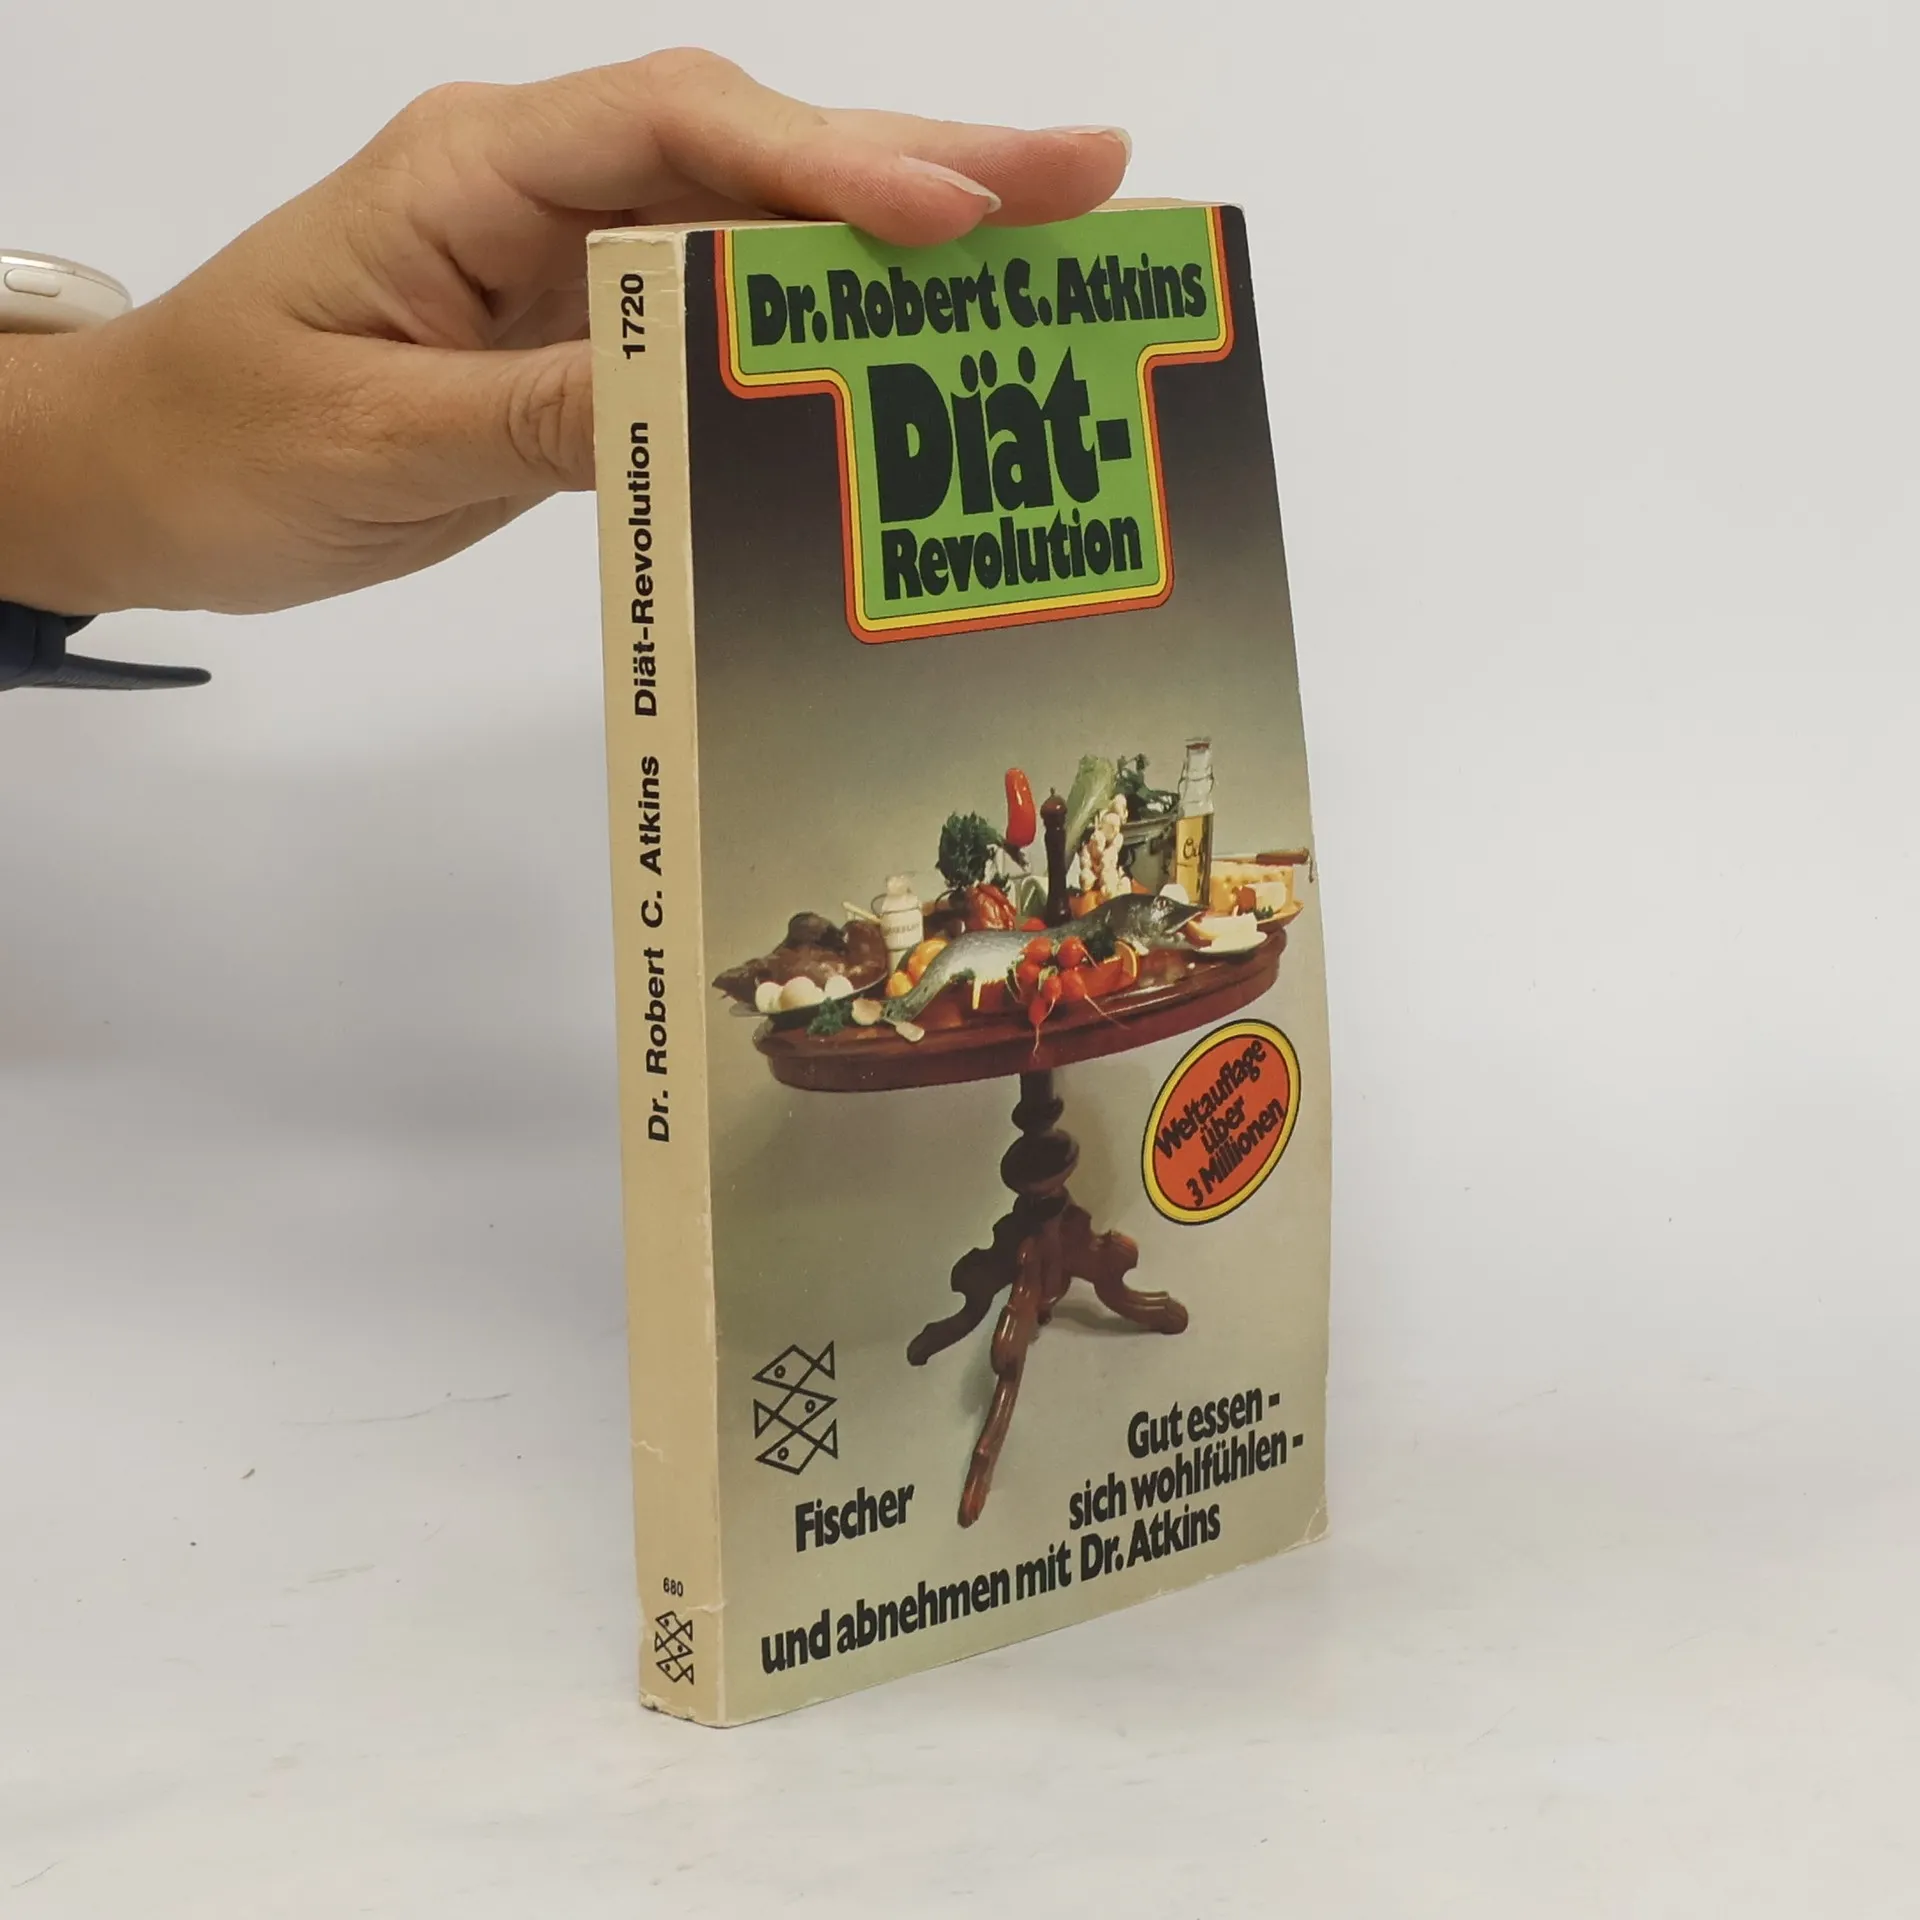 Dr. Robert C. Atkins
Diät-
Revolution
Weltauflage
über
3 Millionen
Gut essen -
sich wohlfühlen -
und abnehmen mit Dr. Atkins
Fischer
Dr. Robert C. Atkins Diät-Revolution 1720
680